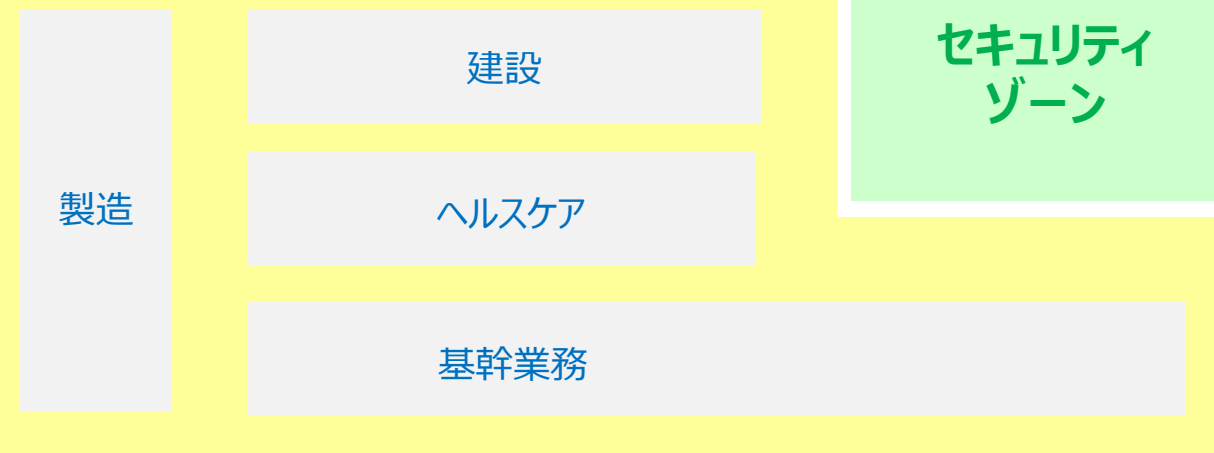 建設
セキュリティ
ゾーン
製造
ヘルスケア
基幹業務